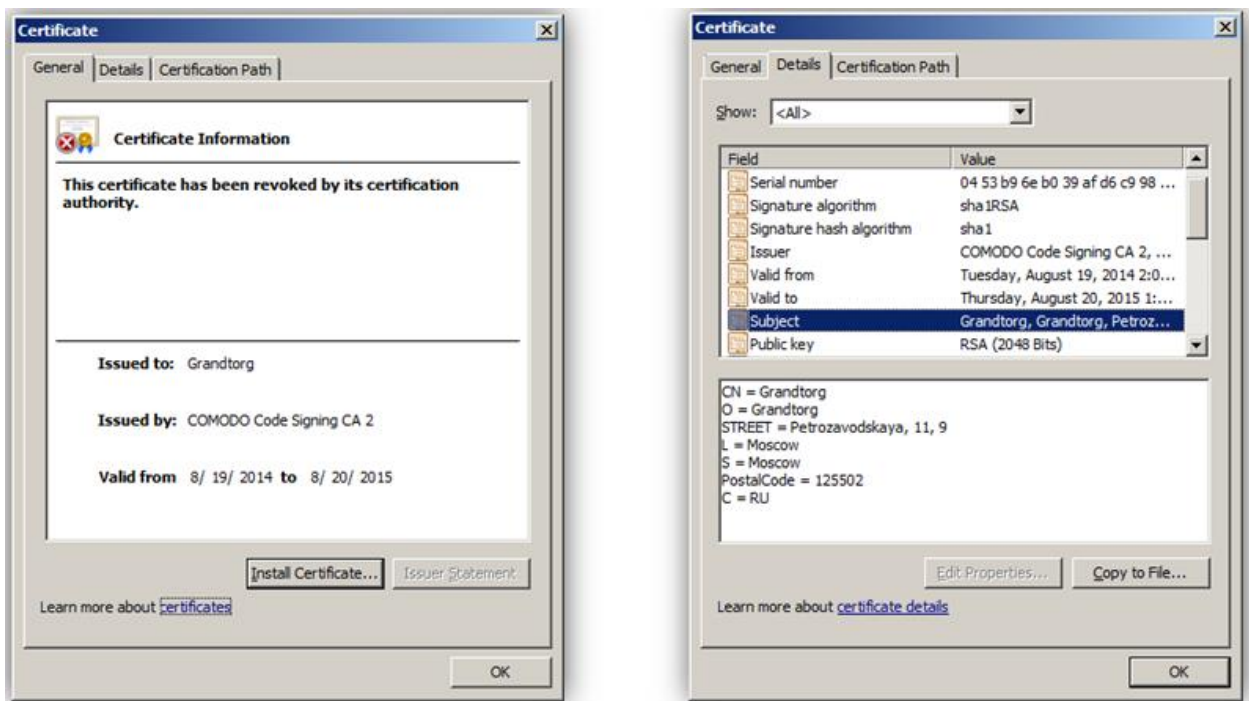 Certificate
General Details Certification Path
Certificate Information
This certificate has been revoked by its certification
authority.
Issued to: Grandtorg
Issued by: COMODO Code Signing CA 2
Valid from 8/ 19/ 2014 to 8/ 20/ 2015
Install Certificate... Issuer Statement
Learn more about certificates
OK
Certificate
General Details Certification Path
Show: <All>
Field Value
Serial number 04 53 b9 6e b0 39 af d6 c9 98 ...
Signature algorithm sha1RSA
Signature hash algorithm sha1
Issuer COMODO Code Signing CA 2, ...
Valid from Tuesday, August 19, 2014 2:0...
Valid to Thursday, August 20, 2015 1:...
Subject Grandtorg, Grandtorg, Petroz...
Public key RSA (2048 Bits)
CN = Grandtorg
O = Grandtorg
STREET = Petrozavodskaya, 11, 9
L = Moscow
S = Moscow
PostalCode = 125502
C = RU
Edit Properties... Copy to File...
Learn more about certificate details
OK